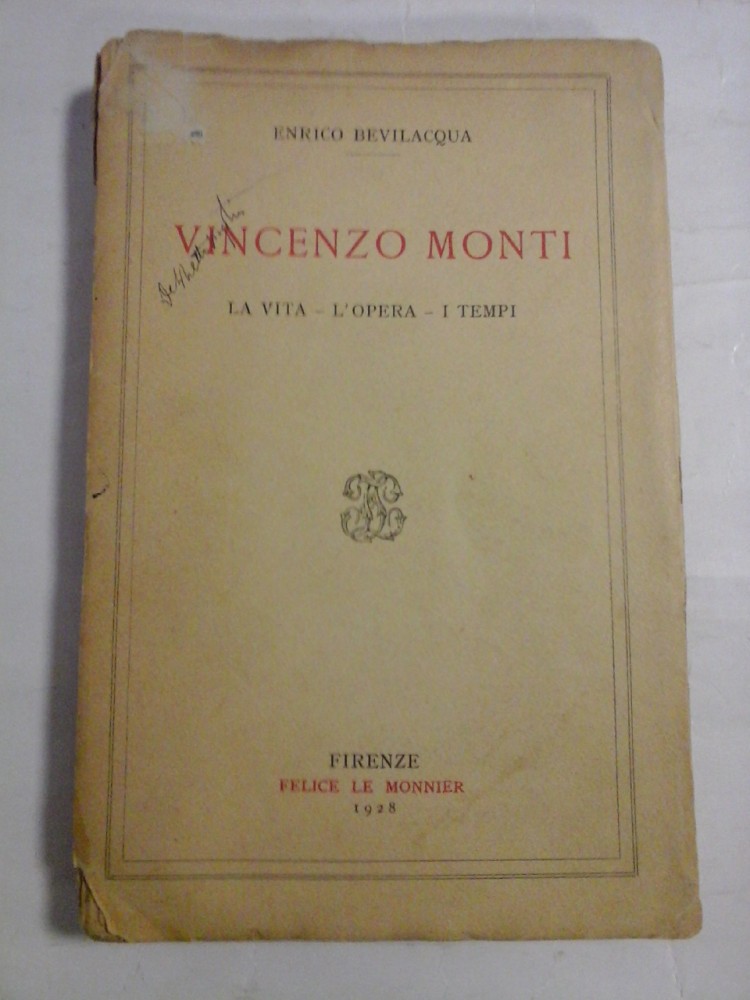 ENRICO BEVILACQUA
VINCENZO MONTI
LA VITA – L'OPERA – I TEMPI
FIRENZE
FELICE LE MONNIER
1928